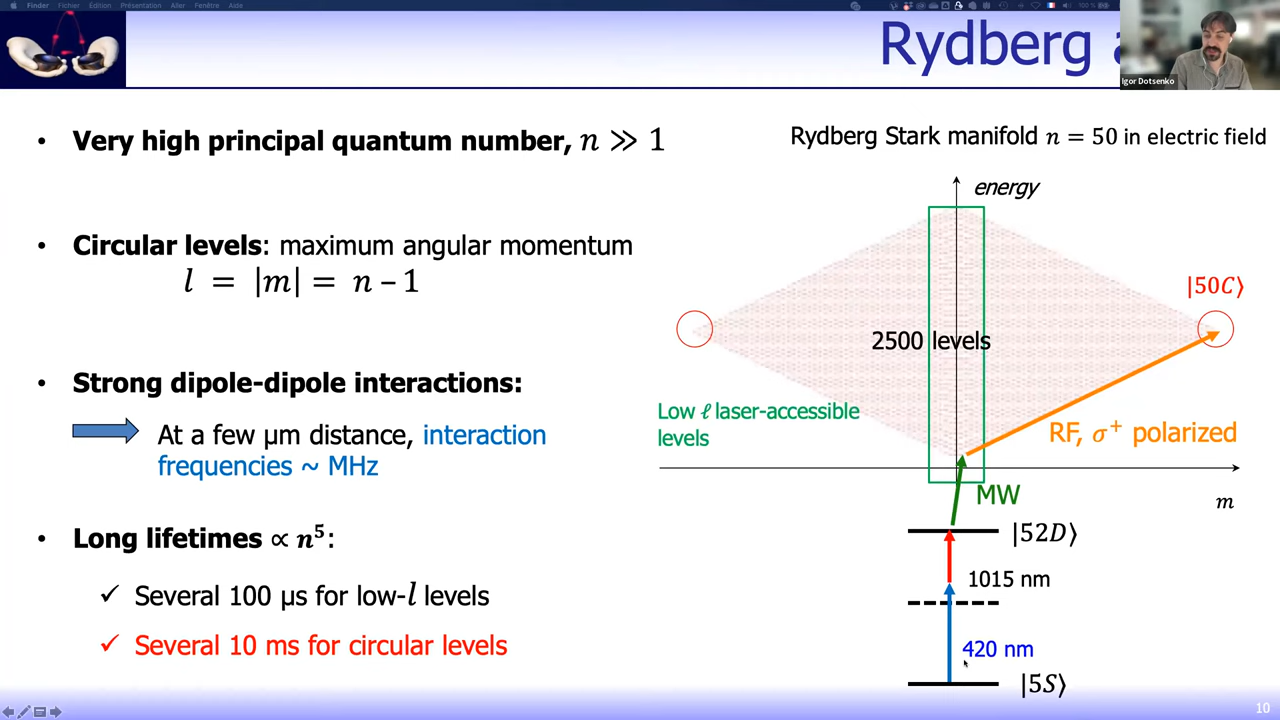 Finder Fichier Édition Présentation Aller Fenêtre Aide
100 %
Rydberg a
Igor Dotsenko
• Very high principal quantum number, n ≫ 1
• Circular levels: maximum angular momentum
l = |m| = n – 1
• Strong dipole-dipole interactions:
At a few µm distance, interaction
frequencies ~ MHz
• Long lifetimes ∝ n⁵:
✓ Several 100 µs for low-l levels
✓ Several 10 ms for circular levels
Rydberg Stark manifold n = 50 in electric field
energy
|50C⟩
2500 levels
Low ℓ laser-accessible
levels
RF, σ⁺ polarized
MW
m
|52D⟩
1015 nm
420 nm
|5S⟩
10